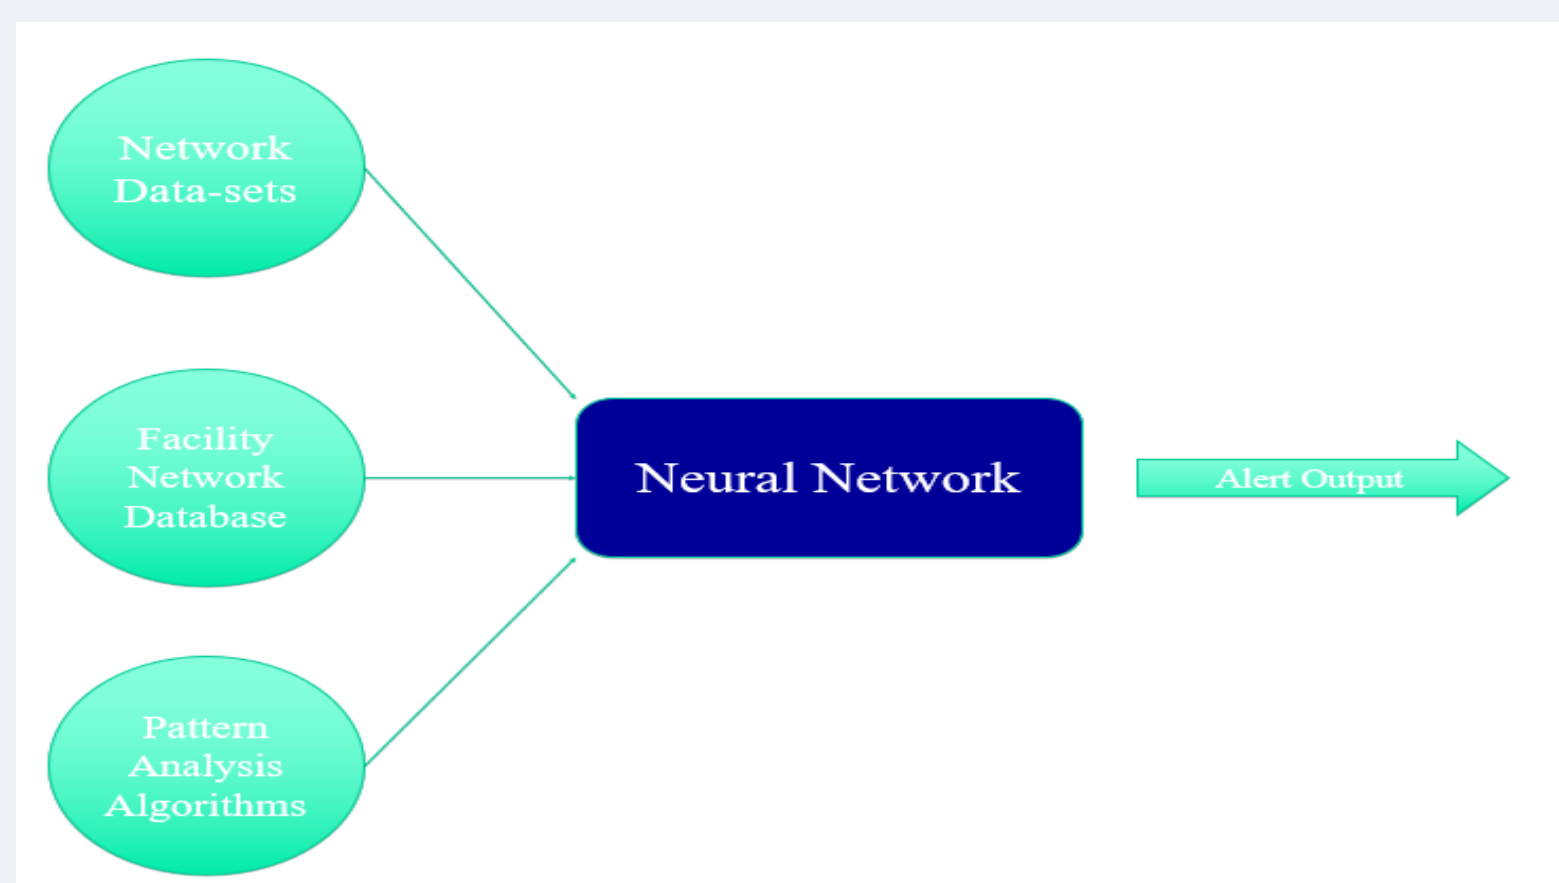 Network
Data-sets
Facility
Network
Database
Neural Network
Alert Output
Pattern
Analysis
Algorithms